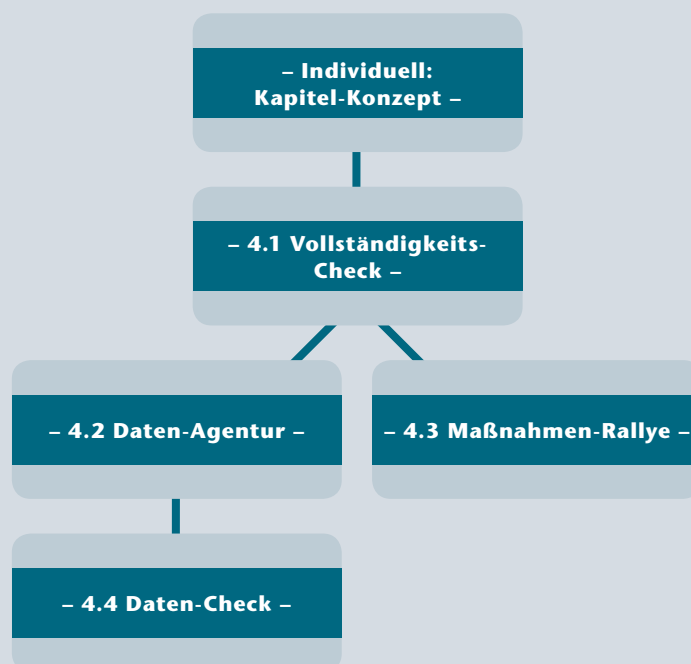 – Individuell:
Kapitel-Konzept –
– 4.1 Vollständigkeits-
Check –
– 4.2 Daten-Agentur –
– 4.3 Maßnahmen-Rallye –
– 4.4 Daten-Check –